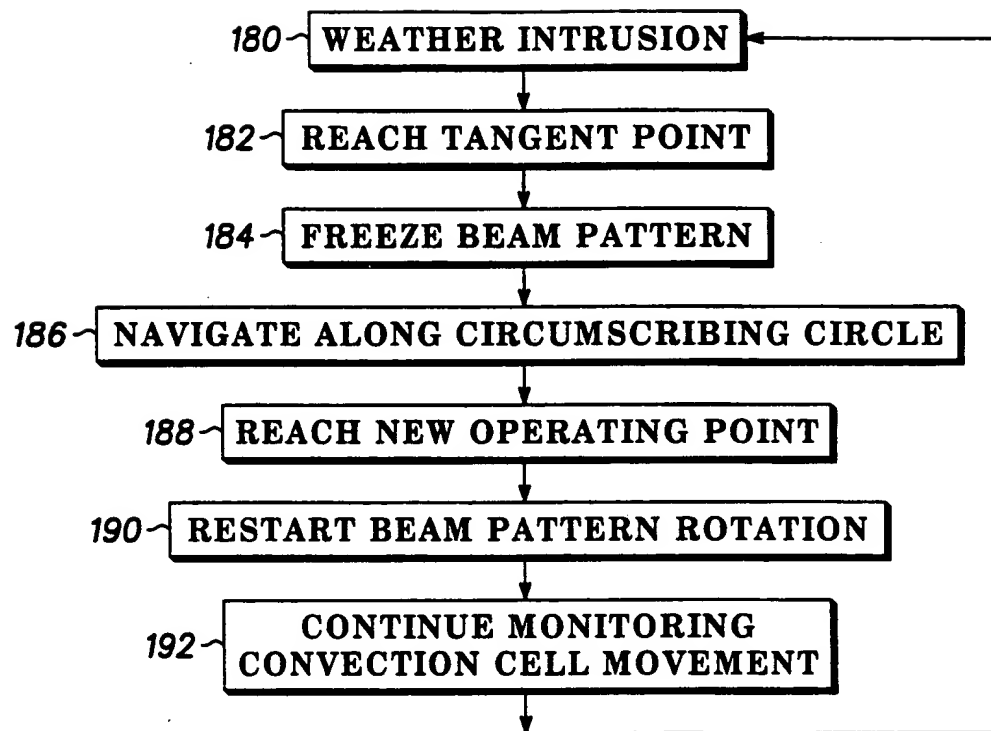 180 WEATHER INTRUSION
182 REACH TANGENT POINT
184 FREEZE BEAM PATTERN
186 NAVIGATE ALONG CIRCUMSCRIBING CIRCLE
188 REACH NEW OPERATING POINT
190 RESTART BEAM PATTERN ROTATION
192 CONTINUE MONITORING
CONVECTION CELL MOVEMENT